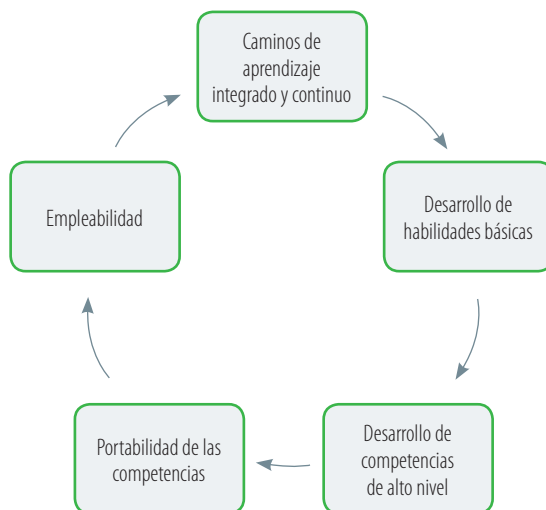 Caminos de
aprendizaje
integrado y continuo
Desarrollo de
habilidades básicas
Desarrollo de
competencias
de alto nivel
Portabilidad de las
competencias
Empleabilidad